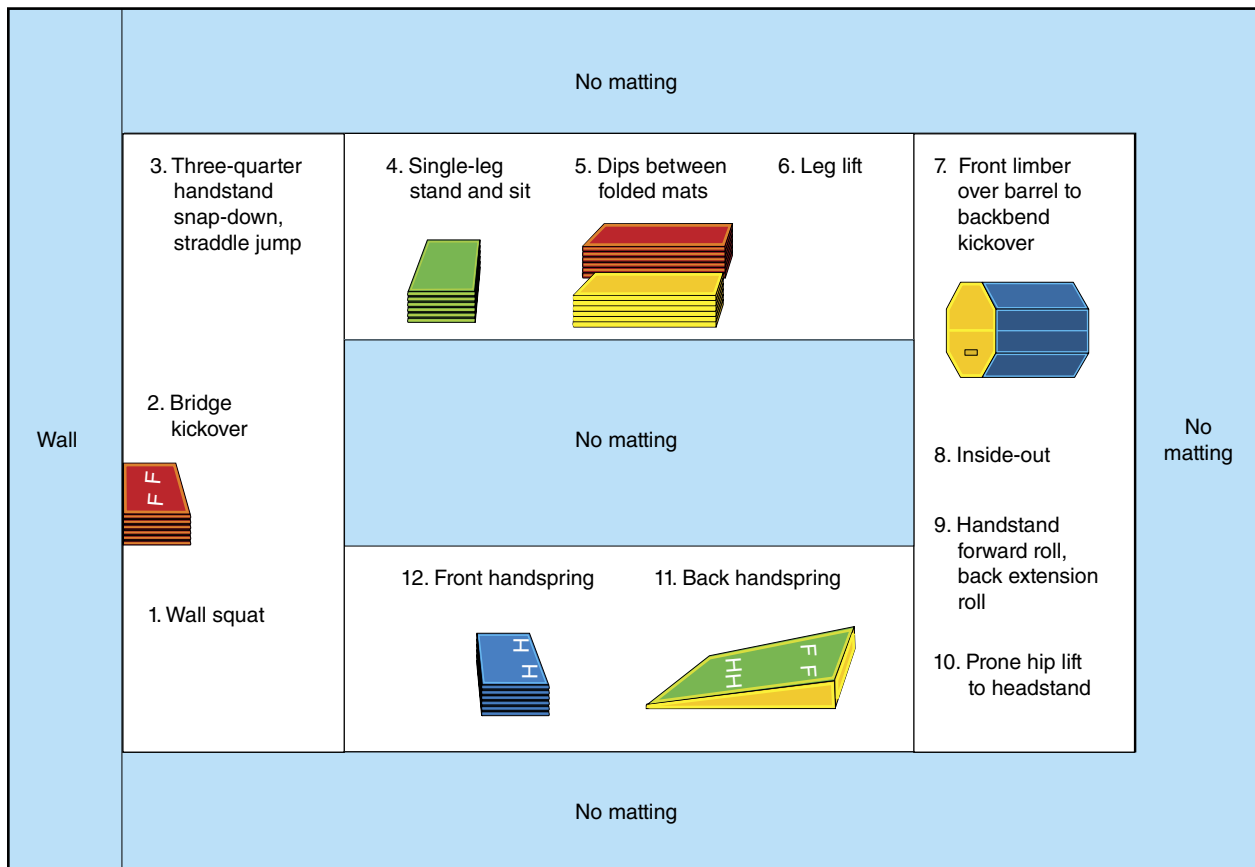 No matting
3. Three-quarter
handstand
snap-down,
straddle jump
4. Single-leg
stand and sit
5. Dips between
folded mats
6. Leg lift
7. Front limber
over barrel to
backbend
kickover
2. Bridge
kickover
F F
Wall
No matting
No
matting
8. Inside-out
9. Handstand
forward roll,
back extension
roll
10. Prone hip lift
to headstand
1. Wall squat
12. Front handspring
H H
11. Back handspring
HH
F F
No matting